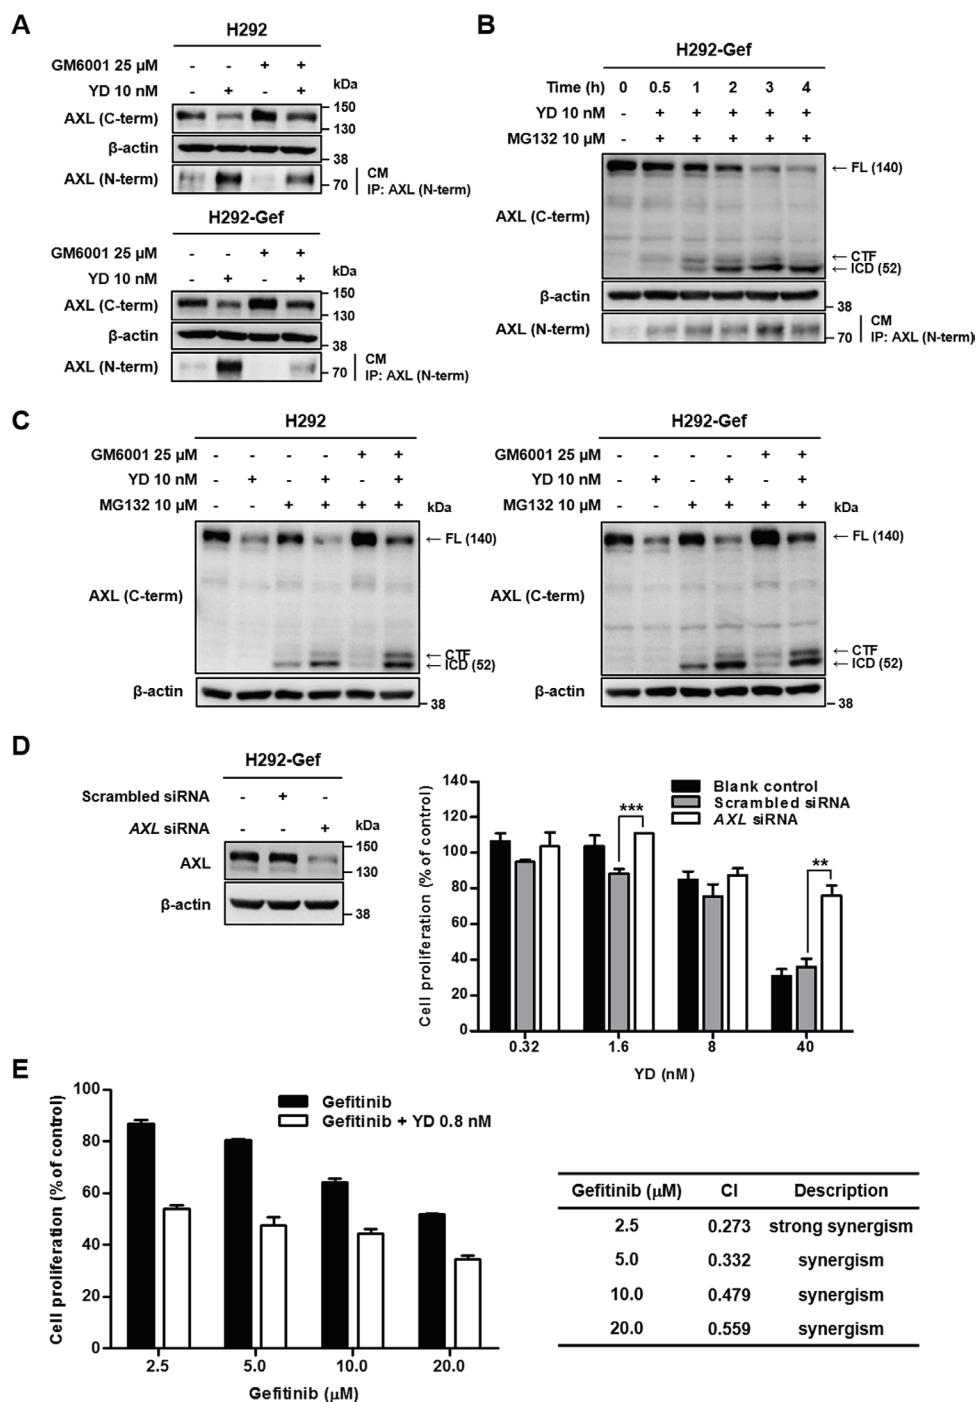 A
H292
GM6001 25 μM - - + +
YD 10 nM - + - + kDa
AXL (C-term) 150
130
β-actin
38
AXL (N-term) 70 CM
IP: AXL (N-term)
H292-Gef
GM6001 25 μM - - + +
YD 10 nM - + - + kDa
AXL (C-term) 150
130
β-actin
38
AXL (N-term) 70 CM
IP: AXL (N-term)
B
H292-Gef
Time (h) 0 0.5 1 2 3 4
YD 10 nM - + + + + +
MG132 10 μM - + + + + +
← FL (140)
AXL (C-term)
← CTF
← ICD (52)
β-actin
38
AXL (N-term) 70 CM
IP: AXL (N-term)
C
H292
GM6001 25 μM - - - - + +
YD 10 nM - + - + - +
MG132 10 μM - - + + + + kDa
← FL (140)
AXL (C-term)
← CTF
← ICD (52)
β-actin
38
H292-Gef
GM6001 25 μM - - - - + +
YD 10 nM - + - + - +
MG132 10 μM - - + + + + kDa
← FL (140)
AXL (C-term)
← CTF
← ICD (52)
β-actin
38
D
H292-Gef
Scrambled siRNA - + -
AXL siRNA - - + kDa
AXL 150
130
β-actin
38
Cell proliferation (% of control)
140
120
100
80
60
40
20
0
Blank control
Scrambled siRNA
AXL siRNA
***
**
0.32 1.6 8 40
YD (nM)
E
Cell proliferation (% of control)
100
80
60
40
20
0
Gefitinib
Gefitinib + YD 0.8 nM
2.5 5.0 10.0 20.0
Gefitinib (μM)
Gefitinib (μM) CI Description
2.5 0.273 strong synergism
5.0 0.332 synergism
10.0 0.479 synergism
20.0 0.559 synergism